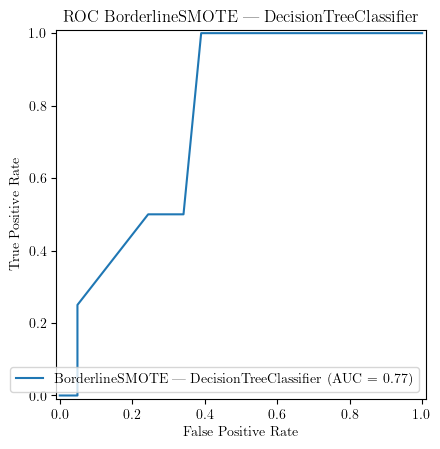 ROC BorderlineSMOTE — DecisionTreeClassifier
1.0
0.8
0.6
0.4
0.2
0.0
True Positive Rate
BorderlineSMOTE — DecisionTreeClassifier (AUC = 0.77)
0.0 0.2 0.4 0.6 0.8 1.0
False Positive Rate